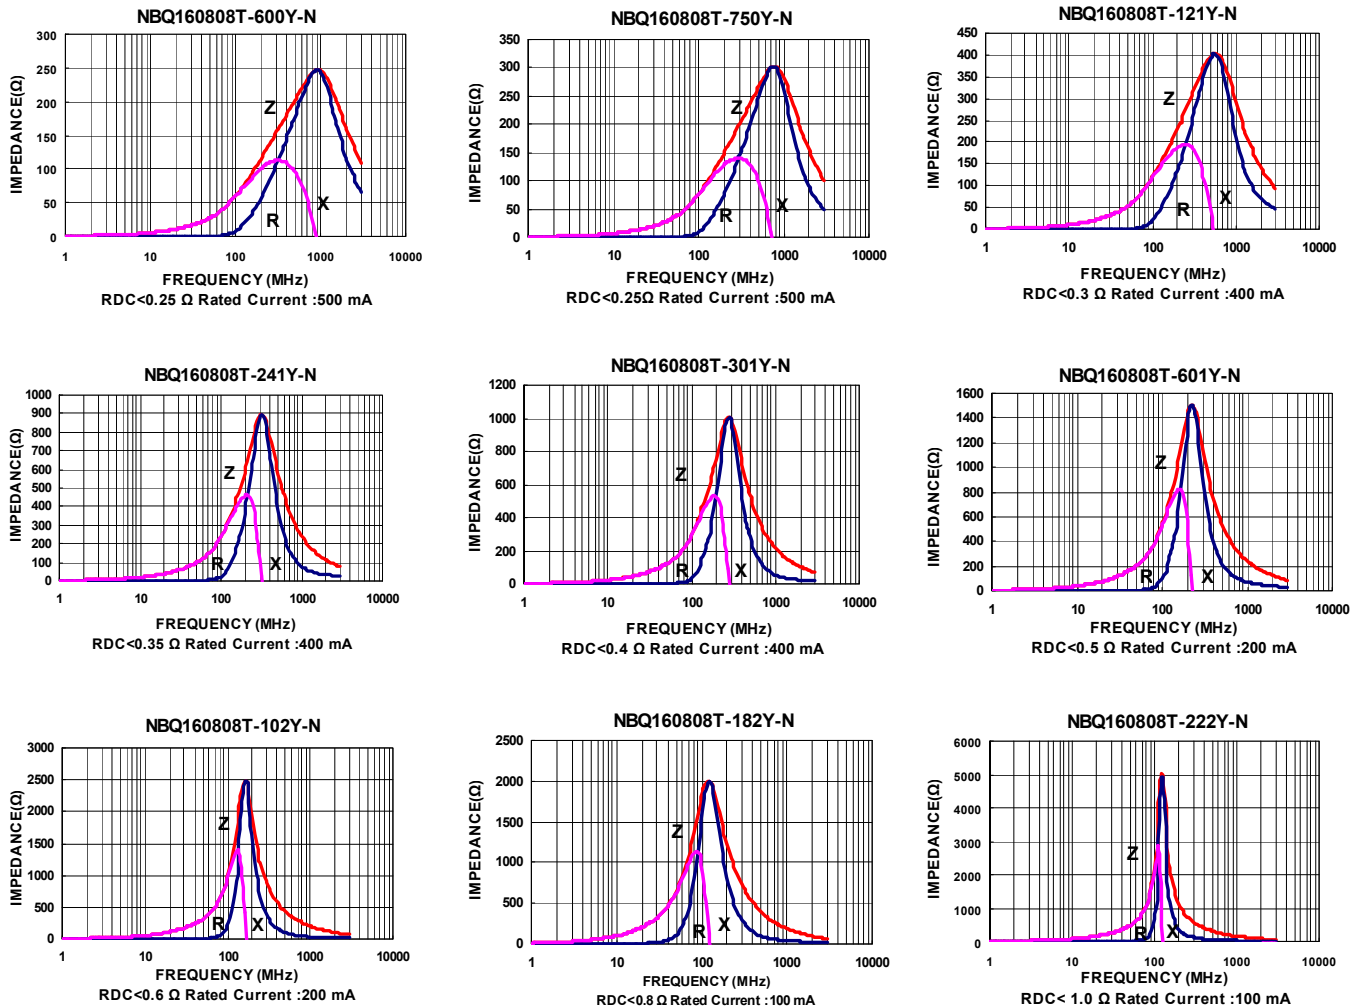 NBQ160808T-600Y-N
300
250
200
150
100
50
0
IMPEDANCE(Ω)
Z
R
X
1 10 100 1000 10000
FREQUENCY (MHz)
RDC<0.25 Ω Rated Current :500 mA
NBQ160808T-750Y-N
350
300
250
200
150
100
50
0
IMPEDANCE(Ω)
Z
R
X
1 10 100 1000 10000
FREQUENCY (MHz)
RDC<0.25Ω Rated Current :500 mA
NBQ160808T-121Y-N
450
400
350
300
250
200
150
100
50
0
IMPEDANCE(Ω)
Z
R
X
1 10 100 1000 10000
FREQUENCY (MHz)
RDC<0.3 Ω Rated Current :400 mA
NBQ160808T-241Y-N
1000
900
800
700
600
500
400
300
200
100
0
IMPEDANCE(Ω)
Z
R
X
1 10 100 1000 10000
FREQUENCY (MHz)
RDC<0.35 Ω Rated Current :400 mA
NBQ160808T-301Y-N
1200
1000
800
600
400
200
0
IMPEDANCE(Ω)
Z
R
X
1 10 100 1000 10000
FREQUENCY (MHz)
RDC<0.4 Ω Rated Current :400 mA
NBQ160808T-601Y-N
1600
1400
1200
1000
800
600
400
200
0
IMPEDANCE(Ω)
Z
R
X
1 10 100 1000 10000
FREQUENCY (MHz)
RDC<0.5 Ω Rated Current :200 mA
NBQ160808T-102Y-N
3000
2500
2000
1500
1000
500
0
IMPEDANCE(Ω)
Z
R
X
1 10 100 1000 10000
FREQUENCY (MHz)
RDC<0.6 Ω Rated Current :200 mA
NBQ160808T-182Y-N
2500
2000
1500
1000
500
0
IMPEDANCE(Ω)
Z
R
X
1 10 100 1000 10000
FREQUENCY (MHz)
RDC<0.8 Ω Rated Current :100 mA
NBQ160808T-222Y-N
6000
5000
4000
3000
2000
1000
0
IMPEDANCE(Ω)
Z
R
X
1 10 100 1000 10000
FREQUENCY (MHz)
RDC< 1.0 Ω Rated Current :100 mA